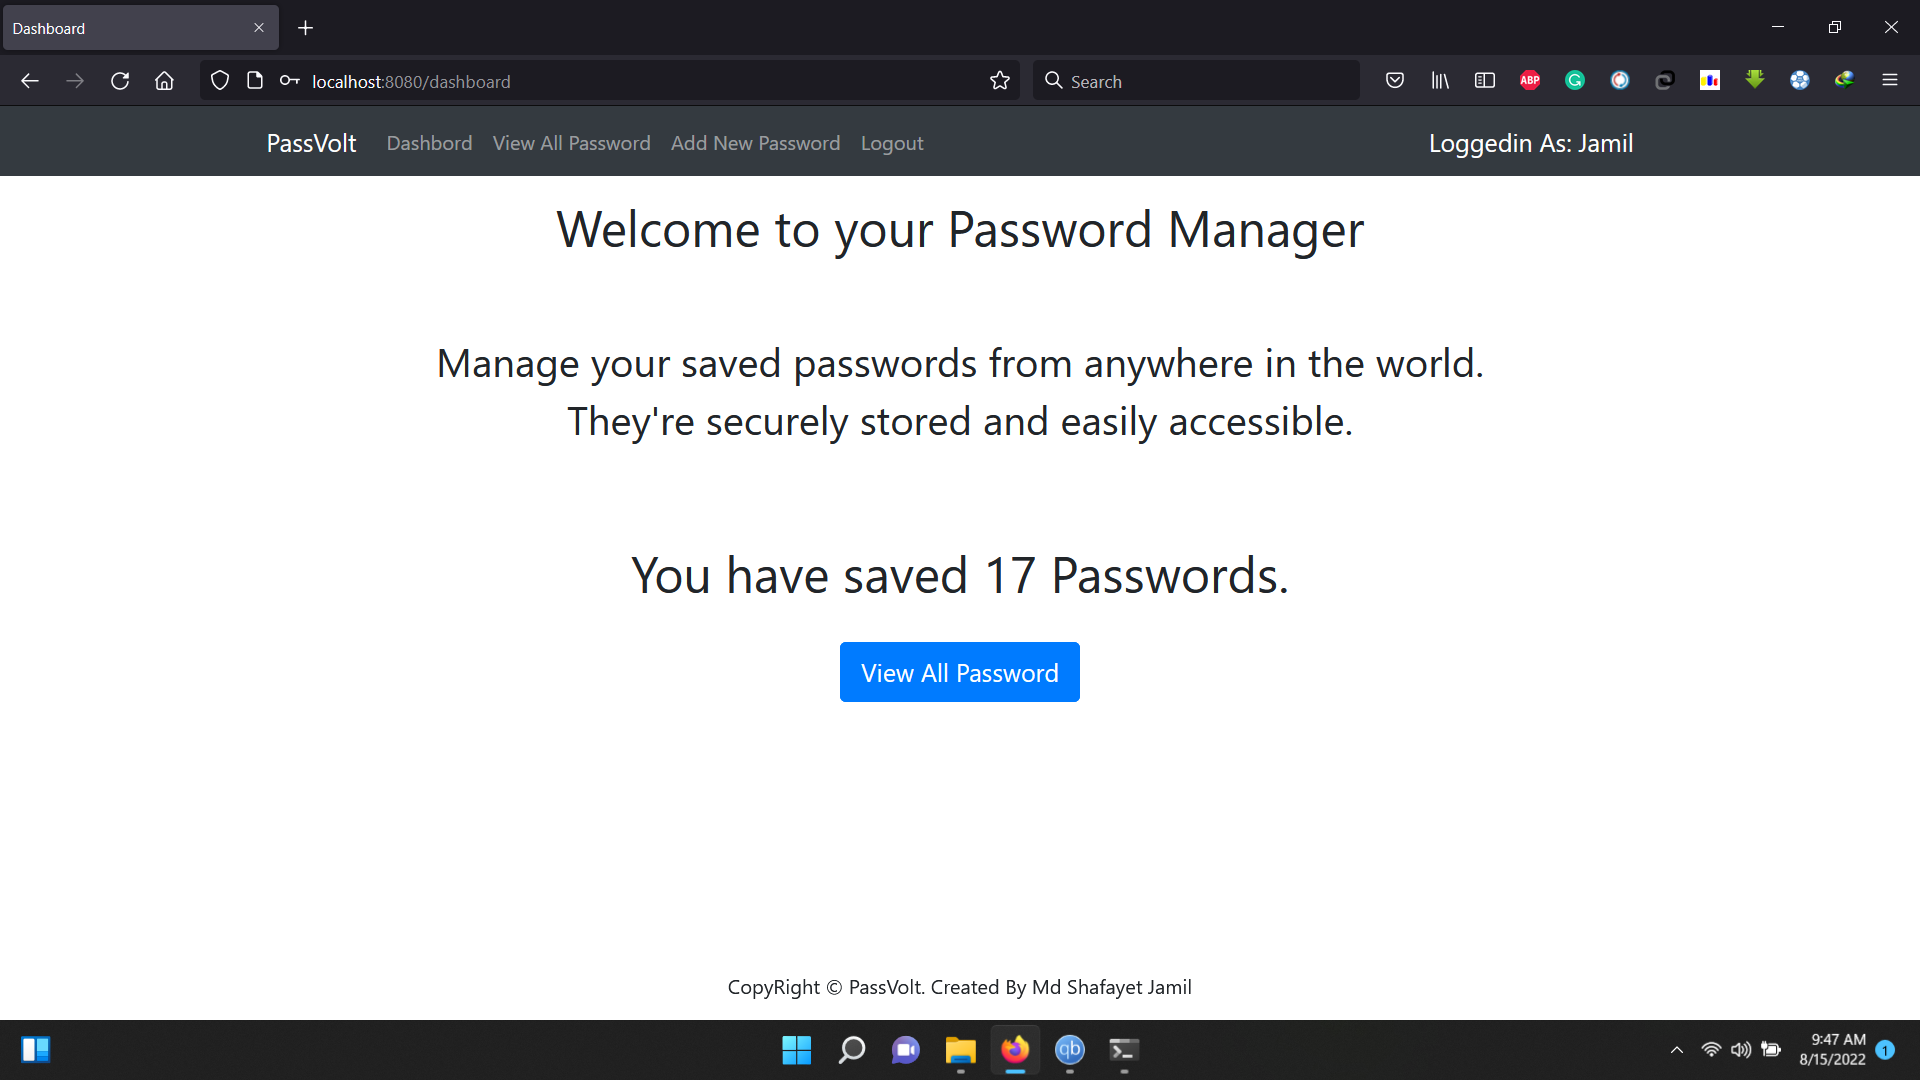 Dashboard
localhost:8080/dashboard
Search
ABP
PassVolt Dashbord View All Password Add New Password Logout Loggedin As: Jamil
Welcome to your Password Manager
Manage your saved passwords from anywhere in the world.
They're securely stored and easily accessible.
You have saved 17 Passwords.
View All Password
CopyRight © PassVolt. Created By Md Shafayet Jamil
qb
9:47 AM
8/15/2022
1